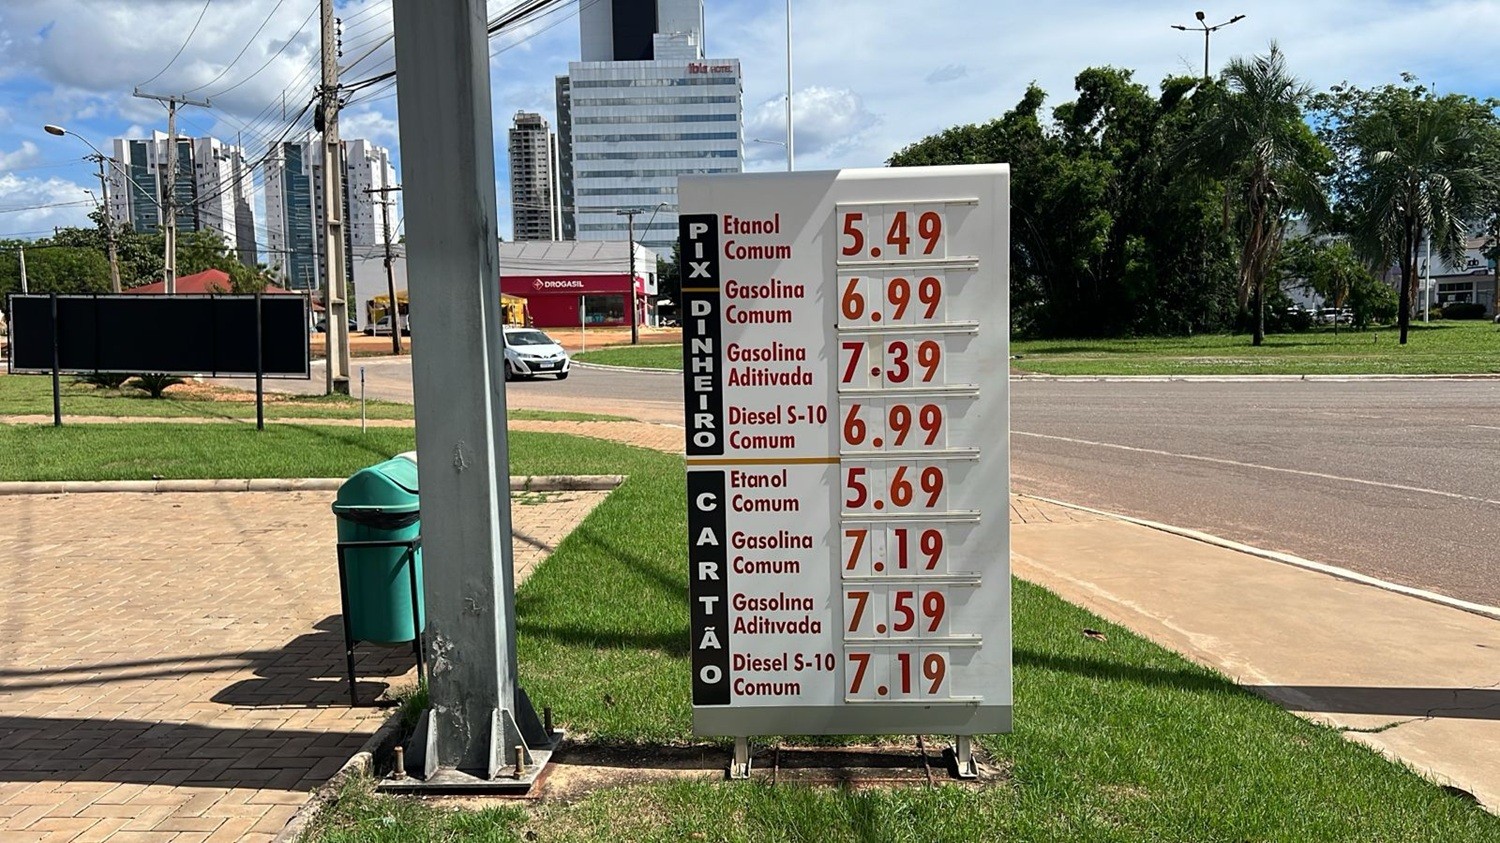 ibis HOTEL
DROGASIL
PIX
DINHEIRO
Etanol
Comum
5.49
Gasolina
Comum
6.99
Gasolina
Aditivada
7.39
Diesel S-10
Comum
6.99
CARTÃO
Etanol
Comum
5.69
Gasolina
Comum
7.19
Gasolina
Aditivada
7.59
Diesel S-10
Comum
7.19